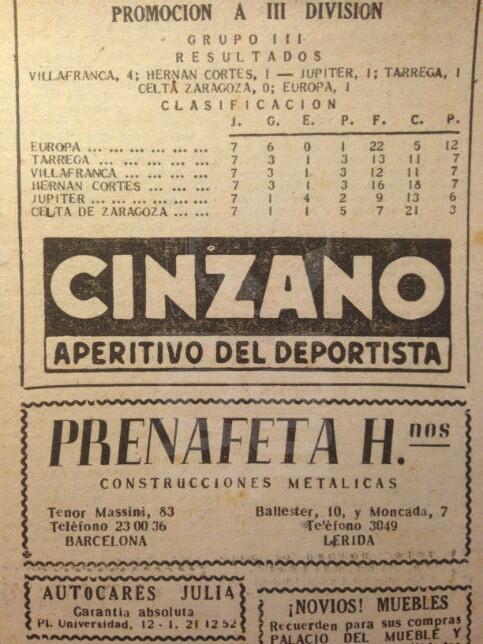 PROMOCION A III DIVISION
GRUPO III
RESULTADOS
VILLAFRANCA, 4; HERNAN CORTES, 1 — JUPITER, 1; TARREGA, 1
CELTA ZARAGOZA, 0; EUROPA, 1
CLASIFICACION
J. G. E. P. F. C. P.
EUROPA ... ... ... ... ... 7 6 0 1 22 5 12
TARREGA ... ... ... ... 7 3 1 3 13 11 7
VILLAFRANCA ... ... ... 7 3 1 3 12 11 7
HERNAN CORTES ... ... 7 3 1 3 16 18 7
JUPITER ... ... ... ... ... 7 1 4 2 9 13 6
CELTA DE ZARAGOZA ... ... 7 1 1 5 7 21 3
CINZANO
APERITIVO DEL DEPORTISTA
PRENAFETA H.nos
CONSTRUCCIONES METALICAS
Tenor Massini, 83 Ballester, 10, y Moncada, 7
Teléfono 23 00 36 Teléfono 3049
BARCELONA LERIDA
AUTOCARES JULIA
Garantia absoluta
Pl. Universidad, 12 - T. 21 12 52
¡NOVIOS! MUEBLES
Recuerden para sus compras
PALACIO DEL MUEBLE Y